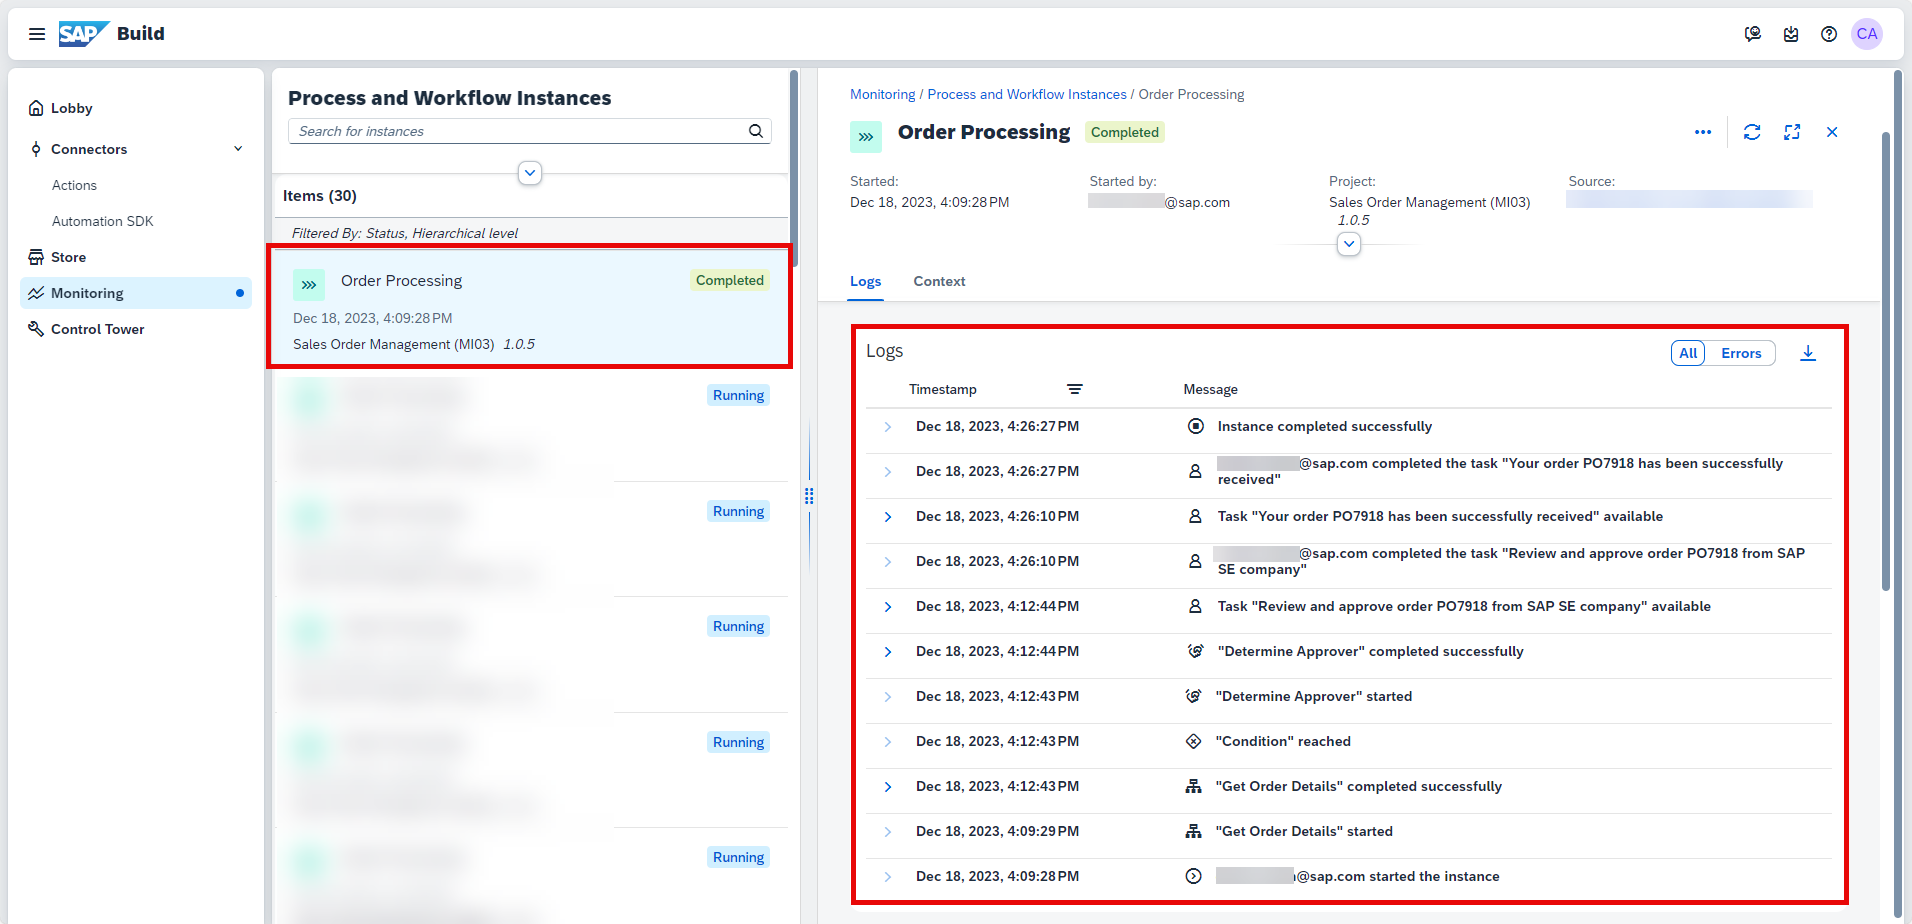 SAP Build
CA
Lobby
Connectors
Actions
Automation SDK
Store
Monitoring
Control Tower
Process and Workflow Instances
Search for instances
Items (30)
Filtered By: Status, Hierarchical level
Order Processing
Completed
Dec 18, 2023, 4:09:28 PM
Sales Order Management (MI03) 1.0.5
Running
Running
Running
Running
Running
Monitoring / Process and Workflow Instances / Order Processing
Order Processing Completed
Started:
Dec 18, 2023, 4:09:28 PM
Started by:
@sap.com
Project:
Sales Order Management (MI03)
1.0.5
Source:
Logs Context
Logs
All Errors
Timestamp Message
Dec 18, 2023, 4:26:27 PM Instance completed successfully
Dec 18, 2023, 4:26:27 PM @sap.com completed the task "Your order PO7918 has been successfully
received"
Dec 18, 2023, 4:26:10 PM Task "Your order PO7918 has been successfully received" available
Dec 18, 2023, 4:26:10 PM @sap.com completed the task "Review and approve order PO7918 from SAP
SE company"
Dec 18, 2023, 4:12:44 PM Task "Review and approve order PO7918 from SAP SE company" available
Dec 18, 2023, 4:12:44 PM "Determine Approver" completed successfully
Dec 18, 2023, 4:12:43 PM "Determine Approver" started
Dec 18, 2023, 4:12:43 PM "Condition" reached
Dec 18, 2023, 4:12:43 PM "Get Order Details" completed successfully
Dec 18, 2023, 4:09:29 PM "Get Order Details" started
Dec 18, 2023, 4:09:28 PM @sap.com started the instance